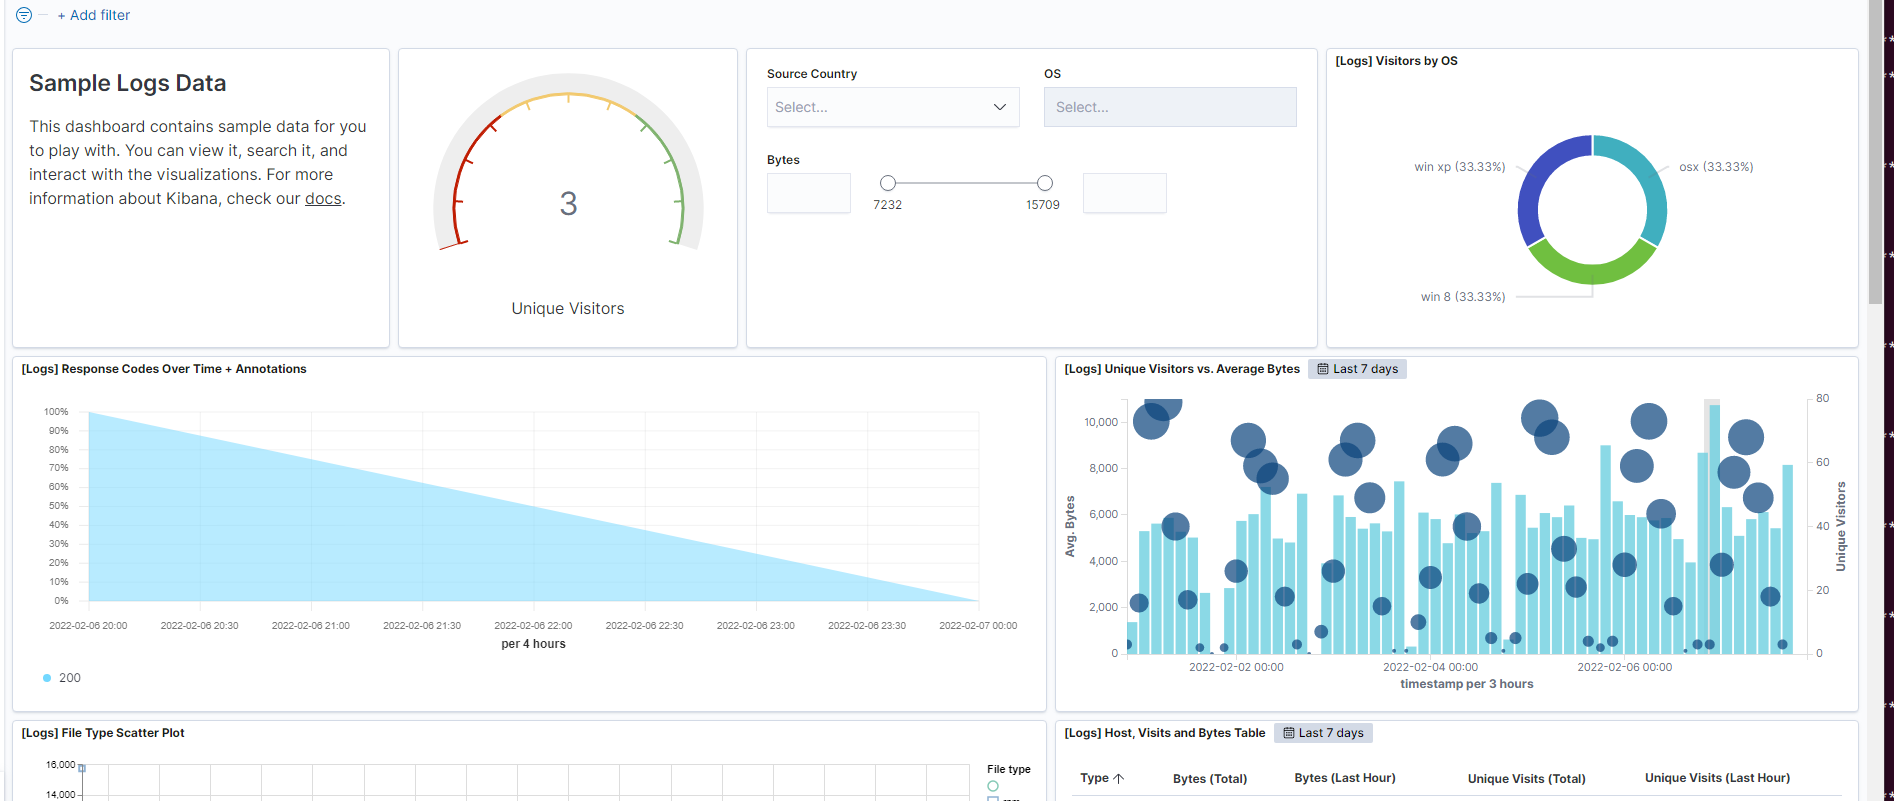 + Add filter
Sample Logs Data
This dashboard contains sample data for you
to play with. You can view it, search it, and
interact with the visualizations. For more
information about Kibana, check our docs.
3
Unique Visitors
Source Country
OS
Select...
Select...
Bytes
7232
15709
[Logs] Visitors by OS
win xp (33.33%)
osx (33.33%)
win 8 (33.33%)
[Logs] Response Codes Over Time + Annotations
100%
90%
80%
70%
60%
50%
40%
30%
20%
10%
0%
2022-02-06 20:00
2022-02-06 20:30
2022-02-06 21:00
2022-02-06 21:30
2022-02-06 22:00
2022-02-06 22:30
2022-02-06 23:00
2022-02-06 23:30
2022-02-07 00:00
per 4 hours
200
[Logs] Unique Visitors vs. Average Bytes
Last 7 days
10,000
8,000
6,000
4,000
2,000
0
Avg. Bytes
80
60
40
20
0
Unique Visitors
2022-02-02 00:00
2022-02-04 00:00
2022-02-06 00:00
timestamp per 3 hours
[Logs] File Type Scatter Plot
16,000
14,000
File type
[Logs] Host, Visits and Bytes Table
Last 7 days
Type
Bytes (Total)
Bytes (Last Hour)
Unique Visits (Total)
Unique Visits (Last Hour)